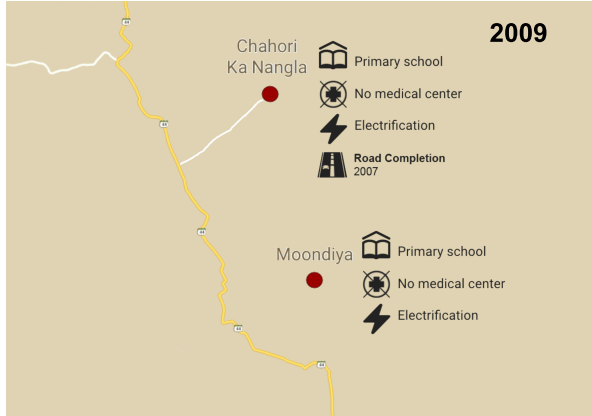 2009
Chahori
Ka Nangla
Primary school
No medical center
Electrification
Road Completion
2007
Moondiya
Primary school
No medical center
Electrification